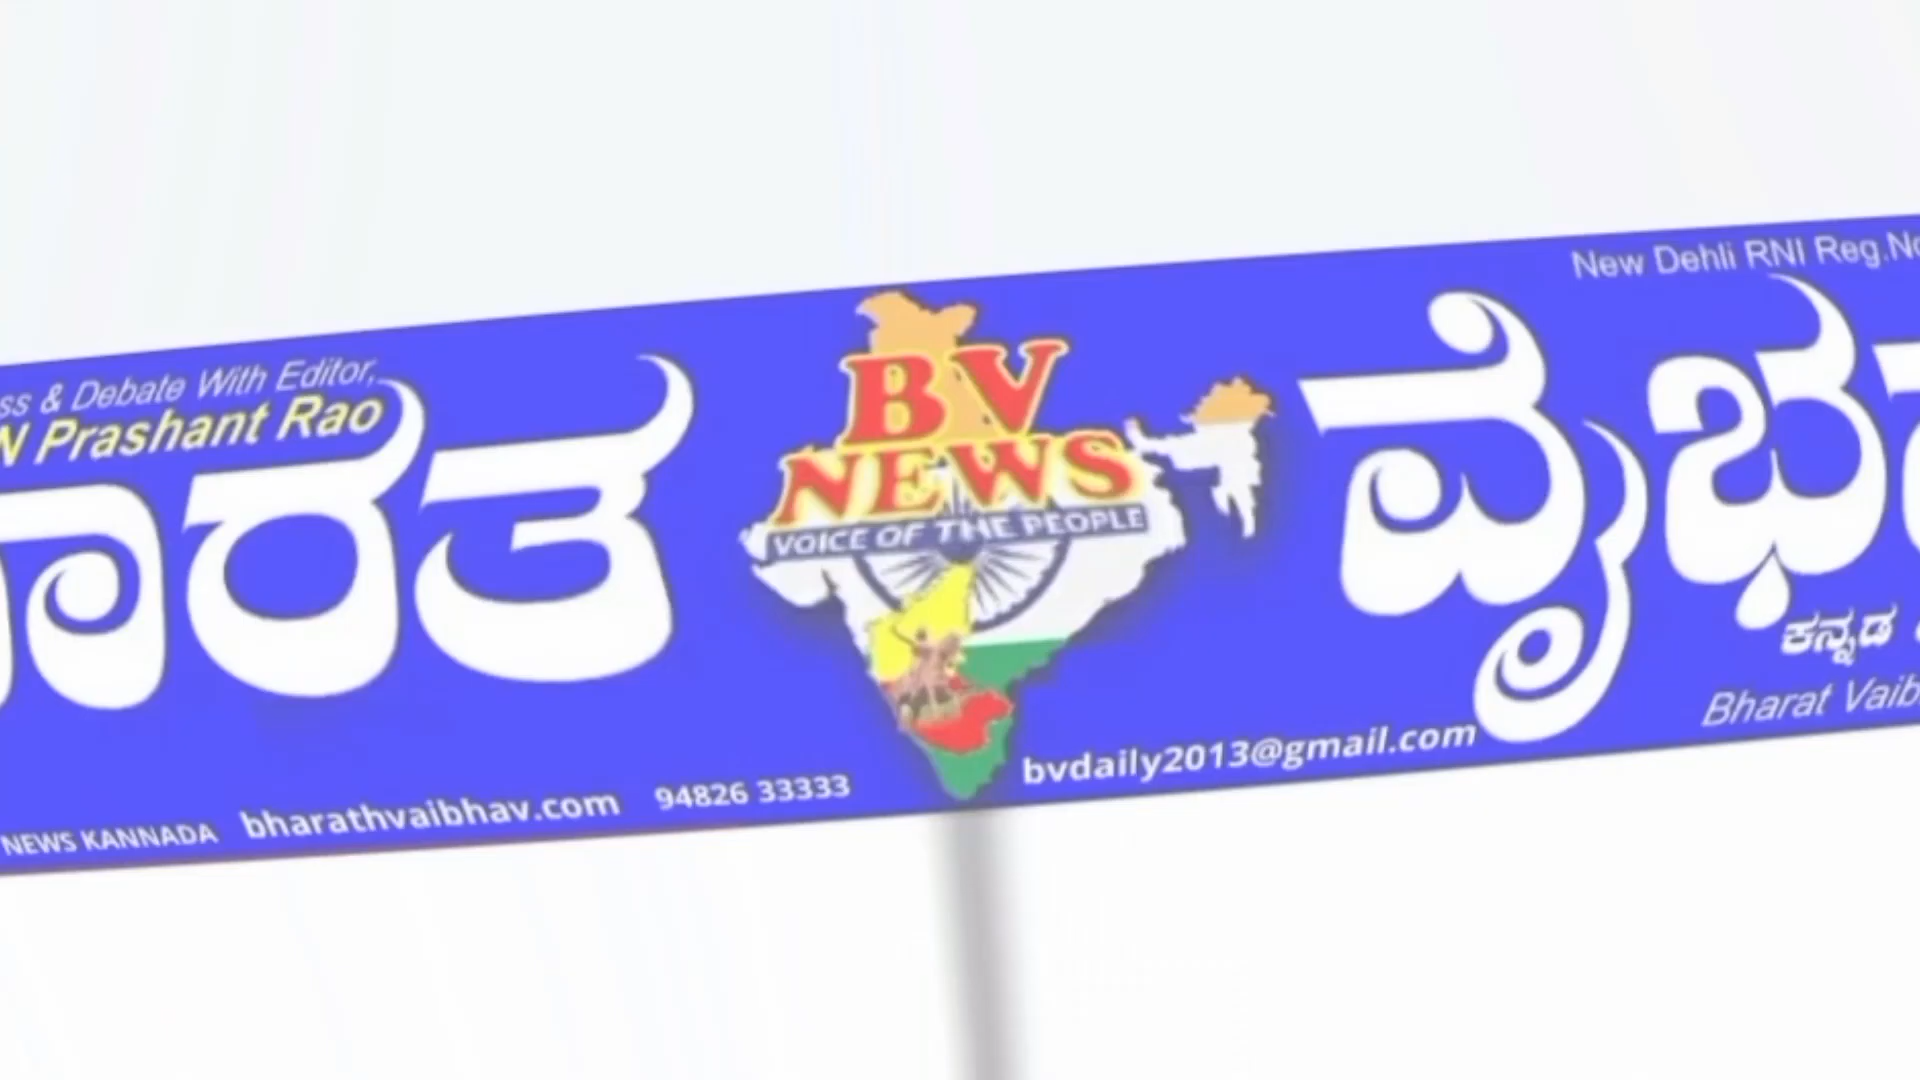 New Dehli RNI Reg.No
& Debate With Editor,
N Prashant Rao
ಾರತ
BV
NEWS
VOICE OF THE PEOPLE
ವೈಭ
ಕನ್ನಡ
Bharat Vaib
NEWS KANNADA bharathvaibhav.com 94826 33333 bvdaily2013@gmail.com